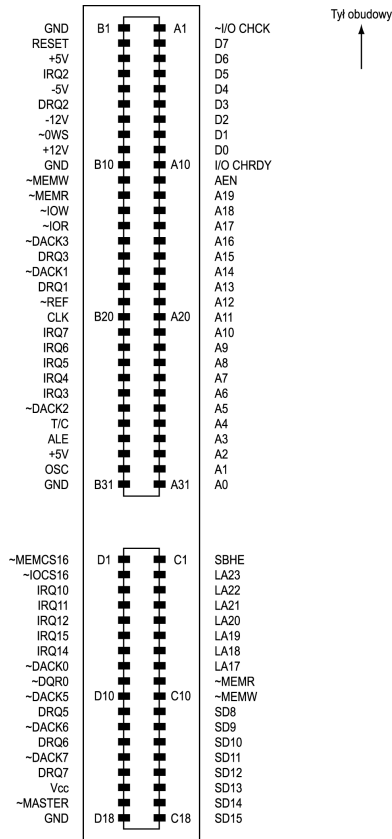 Tył obudowy
GND B1 A1 ~I/O CHCK
RESET D7
+5V D6
IRQ2 D5
-5V D4
DRQ2 D3
-12V D2
~0WS D1
+12V D0
GND B10 A10 I/O CHRDY
~MEMW AEN
~MEMR A19
~IOW A18
~IOR A17
~DACK3 A16
DRQ3 A15
~DACK1 A14
DRQ1 A13
~REF A12
CLK B20 A20 A11
IRQ7 A10
IRQ6 A9
IRQ5 A8
IRQ4 A7
IRQ3 A6
~DACK2 A5
T/C A4
ALE A3
+5V A2
OSC A1
GND B31 A31 A0
~MEMCS16 D1 C1 SBHE
~IOCS16 LA23
IRQ10 LA22
IRQ11 LA21
IRQ12 LA20
IRQ15 LA19
IRQ14 LA18
~DACK0 LA17
~DQR0 ~MEMR
~DACK5 D10 C10 ~MEMW
DRQ5 SD8
~DACK6 SD9
DRQ6 SD10
~DACK7 SD11
DRQ7 SD12
Vcc SD13
~MASTER SD14
GND D18 C18 SD15